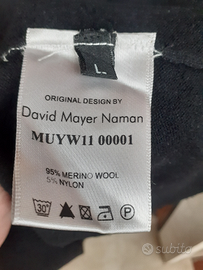 L
ORIGINAL DESIGN BY
David Mayer Naman
MUYW11 00001
95% MERINO WOOL
5% NYLON
30°
P
subito